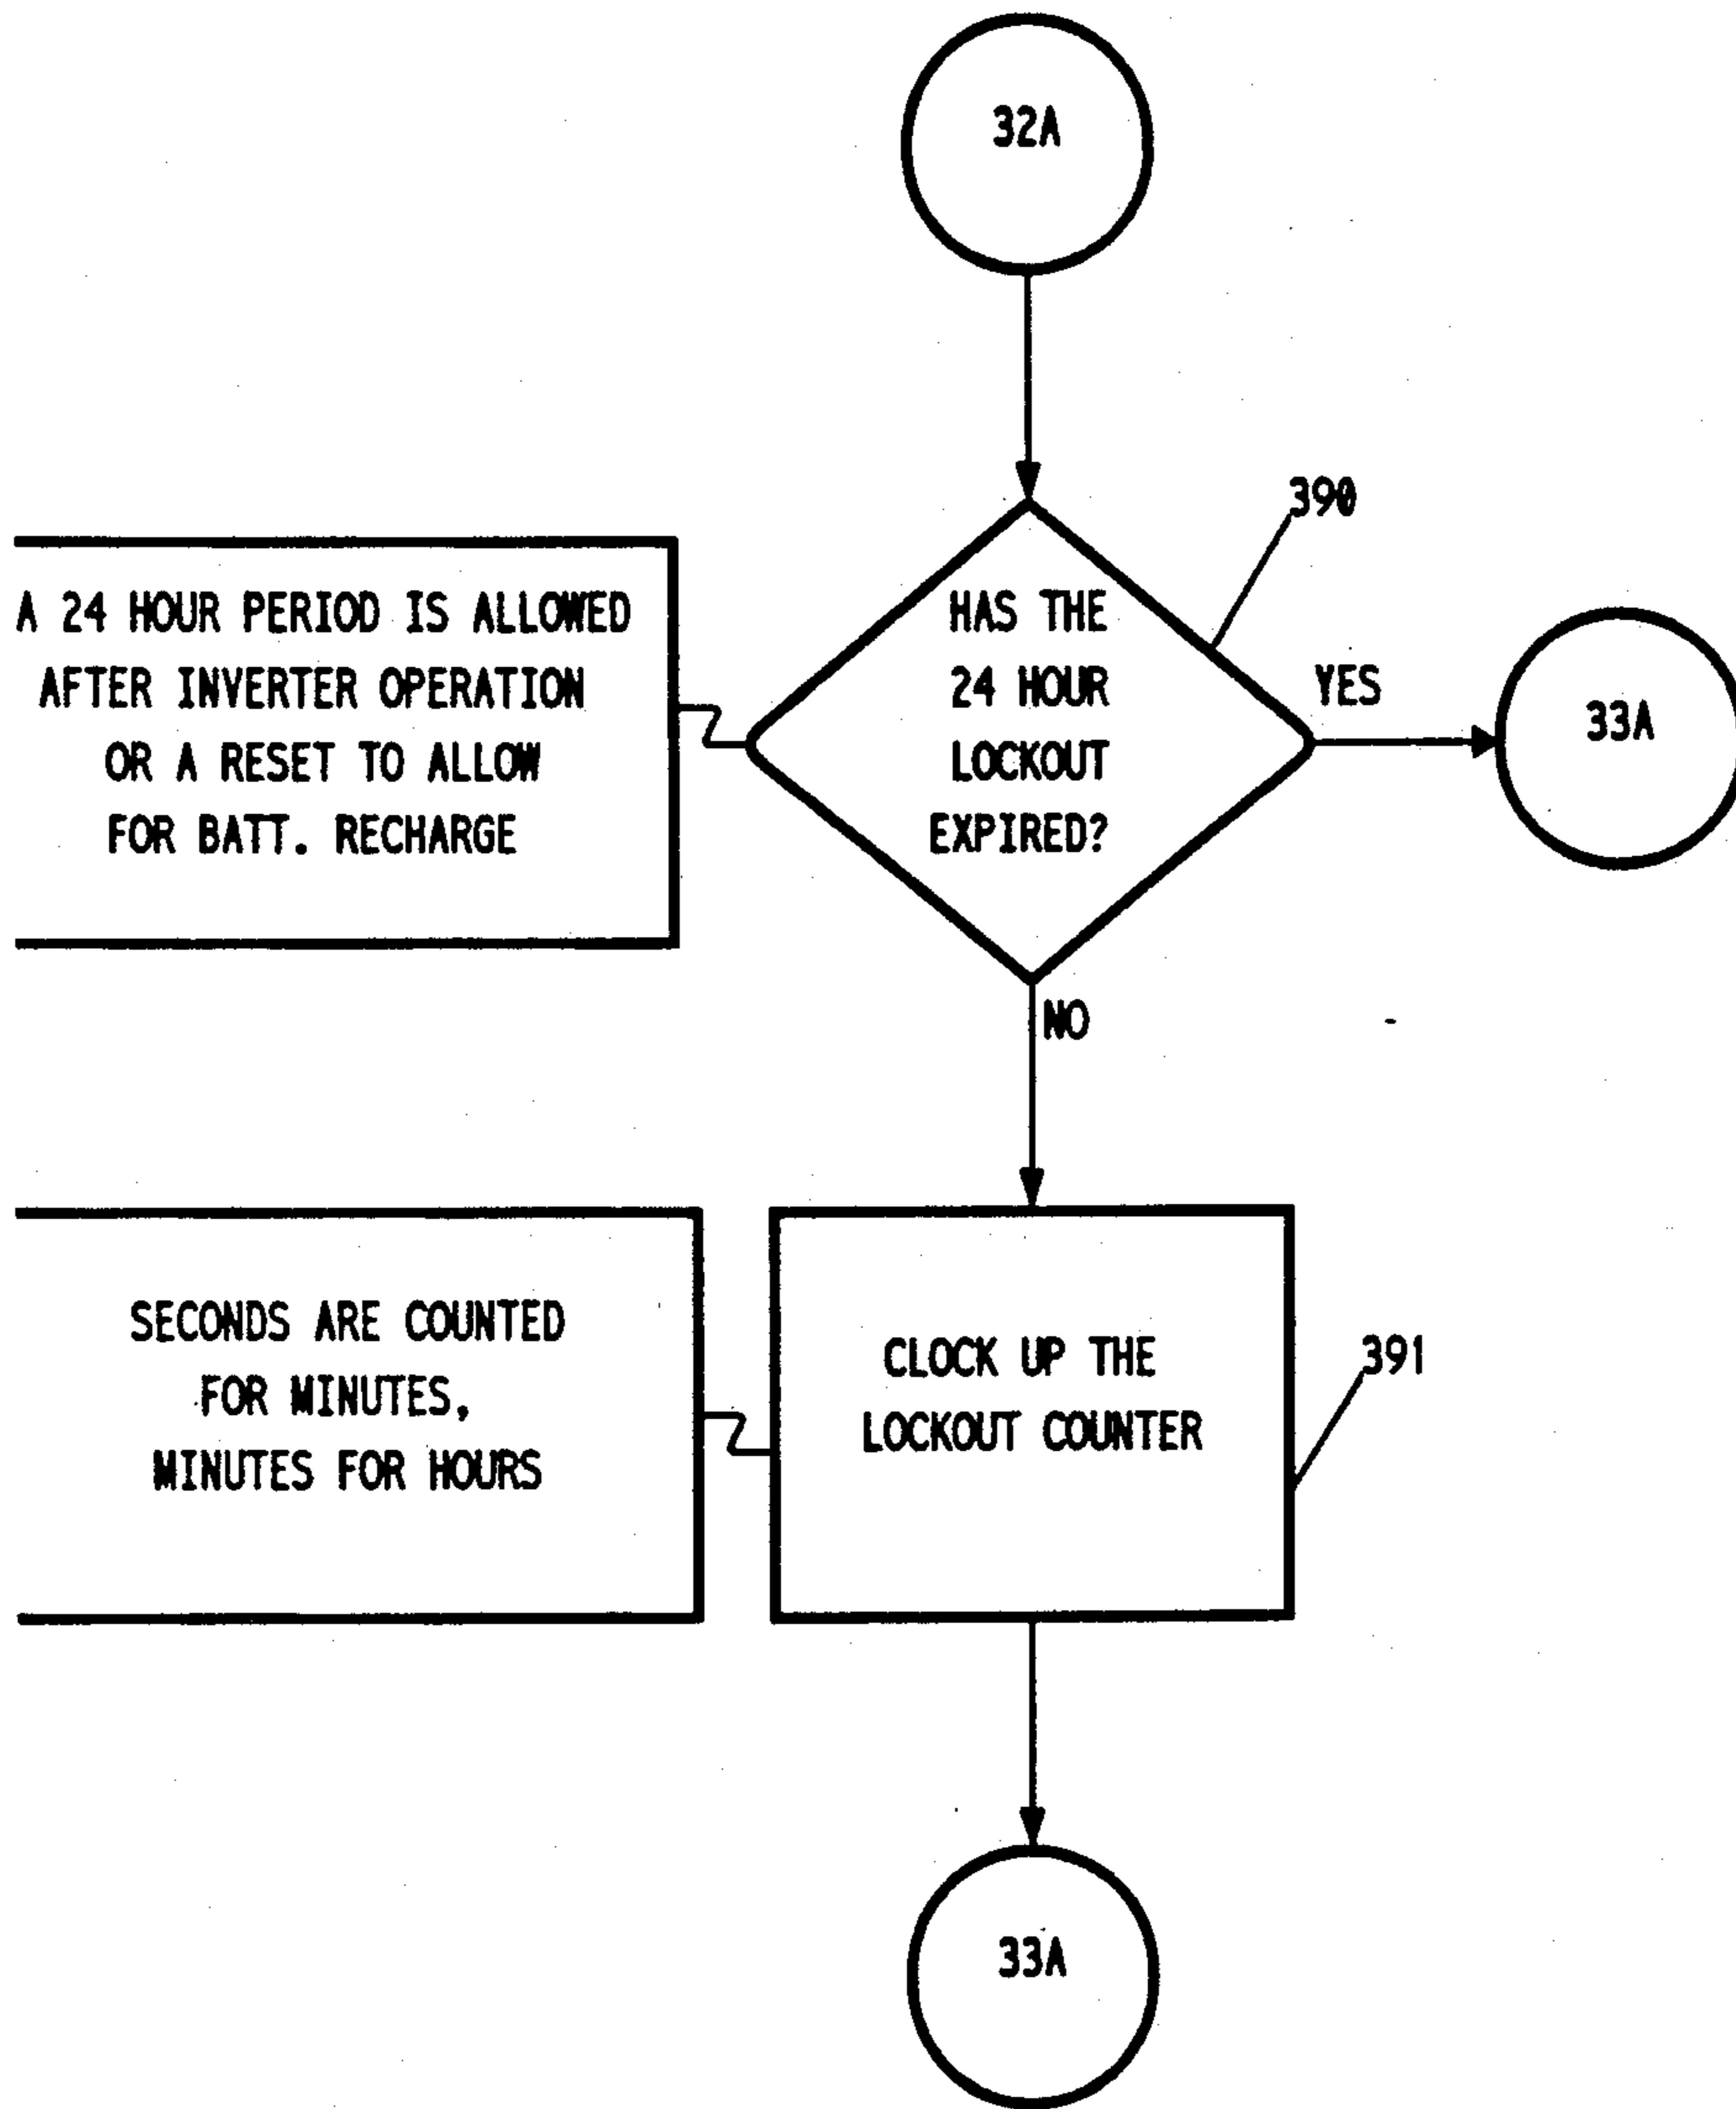 32A
390
A 24 HOUR PERIOD IS ALLOWED
AFTER INVERTER OPERATION
OR A RESET TO ALLOW
FOR BATT. RECHARGE
HAS THE
24 HOUR
LOCKOUT
EXPIRED?
YES
33A
NO
SECONDS ARE COUNTED
FOR MINUTES,
MINUTES FOR HOURS
CLOCK UP THE
LOCKOUT COUNTER
391
33A